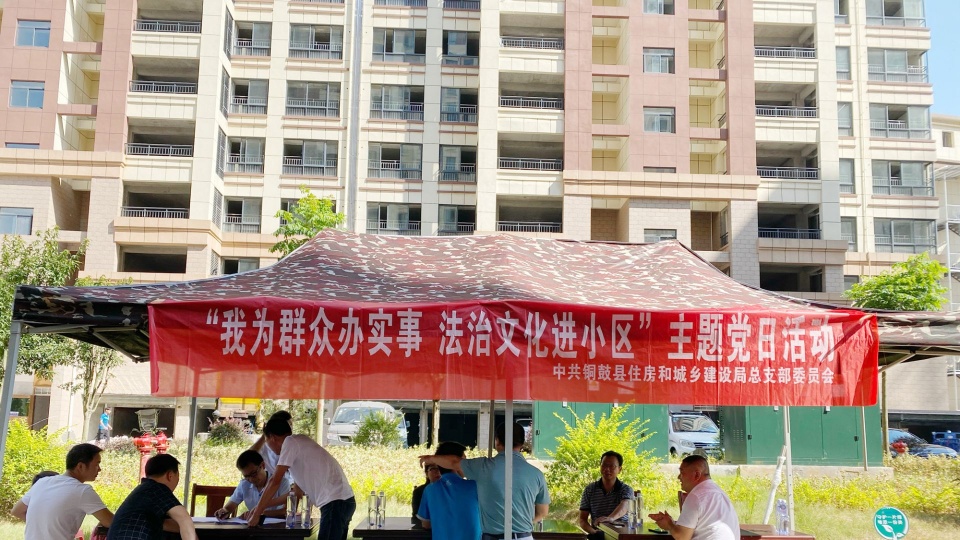 “我为群众办实事 法治文化进小区”主题党日活动
中共铜鼓县住房和城乡建设局总支部委员会